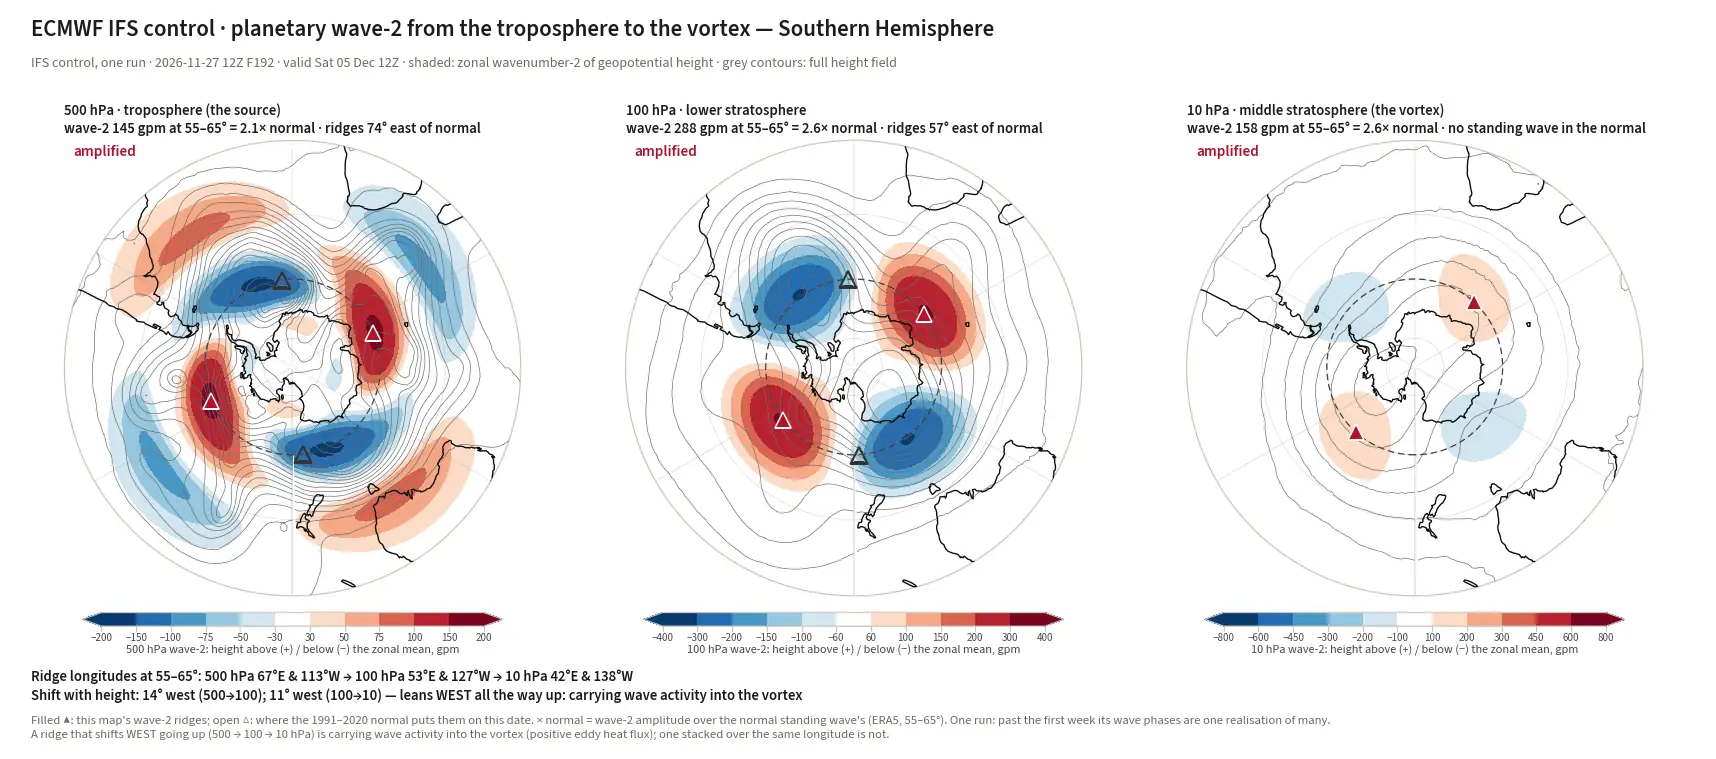 ECMWF IFS control · planetary wave-2 from the troposphere to the vortex — Southern Hemisphere
IFS control, one run · 2026-11-27 12Z F192 · valid Sat 05 Dec 12Z · shaded: zonal wavenumber-2 of geopotential height · grey contours: full height field
500 hPa · troposphere (the source)
wave-2 145 gpm at 55–65° = 2.1× normal · ridges 74° east of normal
amplified
100 hPa · lower stratosphere
wave-2 288 gpm at 55–65° = 2.6× normal · ridges 57° east of normal
amplified
10 hPa · middle stratosphere (the vortex)
wave-2 158 gpm at 55–65° = 2.6× normal · no standing wave in the normal
amplified
−200 −150 −100 −75 −50 −30 30 50 75 100 150 200
500 hPa wave-2: height above (+) / below (−) the zonal mean, gpm
−400 −300 −200 −150 −100 −60 60 100 150 200 300 400
100 hPa wave-2: height above (+) / below (−) the zonal mean, gpm
−800 −600 −450 −300 −200 −100 100 200 300 450 600 800
10 hPa wave-2: height above (+) / below (−) the zonal mean, gpm
Ridge longitudes at 55–65°: 500 hPa 67°E & 113°W → 100 hPa 53°E & 127°W → 10 hPa 42°E & 138°W
Shift with height: 14° west (500→100); 11° west (100→10) — leans WEST all the way up: carrying wave activity into the vortex
Filled ▲: this map's wave-2 ridges; open △: where the 1991–2020 normal puts them on this date. × normal = wave-2 amplitude over the normal standing wave's (ERA5, 55–65°). One run: past the first week its wave phases are one realisation of many.
A ridge that shifts WEST going up (500 → 100 → 10 hPa) is carrying wave activity into the vortex (positive eddy heat flux); one stacked over the same longitude is not.